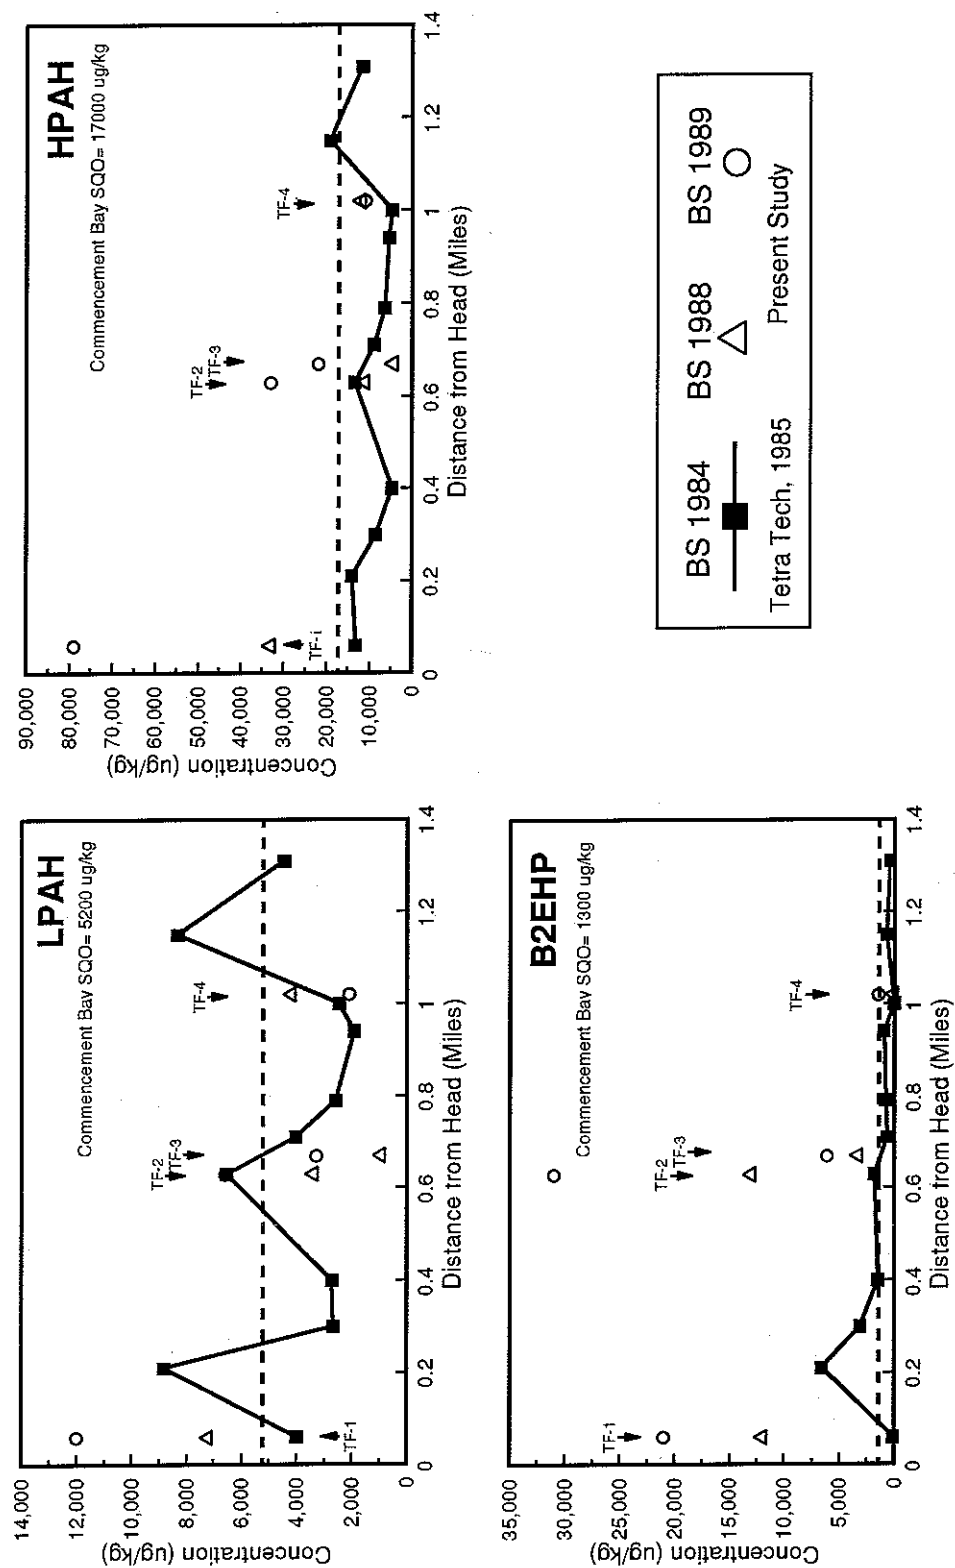 LPAH
Commencement Bay SQO= 5200 ug/kg
14,000
12,000
10,000
8,000
6,000
4,000
2,000
0
Concentration (ug/kg)
TF-1
TF-2
TF-3
TF-4
0
0.2
0.4
0.6
0.8
1
1.2
1.4
Distance from Head (Miles)
HPAH
Commencement Bay SQO= 17000 ug/kg
90,000
80,000
70,000
60,000
50,000
40,000
30,000
20,000
10,000
0
Concentration (ug/kg)
TF-i
TF-2
TF-3
TF-4
0
0.2
0.4
0.6
0.8
1
1.2
1.4
Distance from Head (Miles)
B2EHP
Commencement Bay SQO= 1300 ug/kg
35,000
30,000
25,000
20,000
15,000
10,000
5,000
0
Concentration (ug/kg)
TF-1
TF-2
TF-3
TF-4
0
0.2
0.4
0.6
0.8
1
1.2
1.4
Distance from Head (Miles)
BS 1984 BS 1988 BS 1989
Tetra Tech, 1985 Present Study